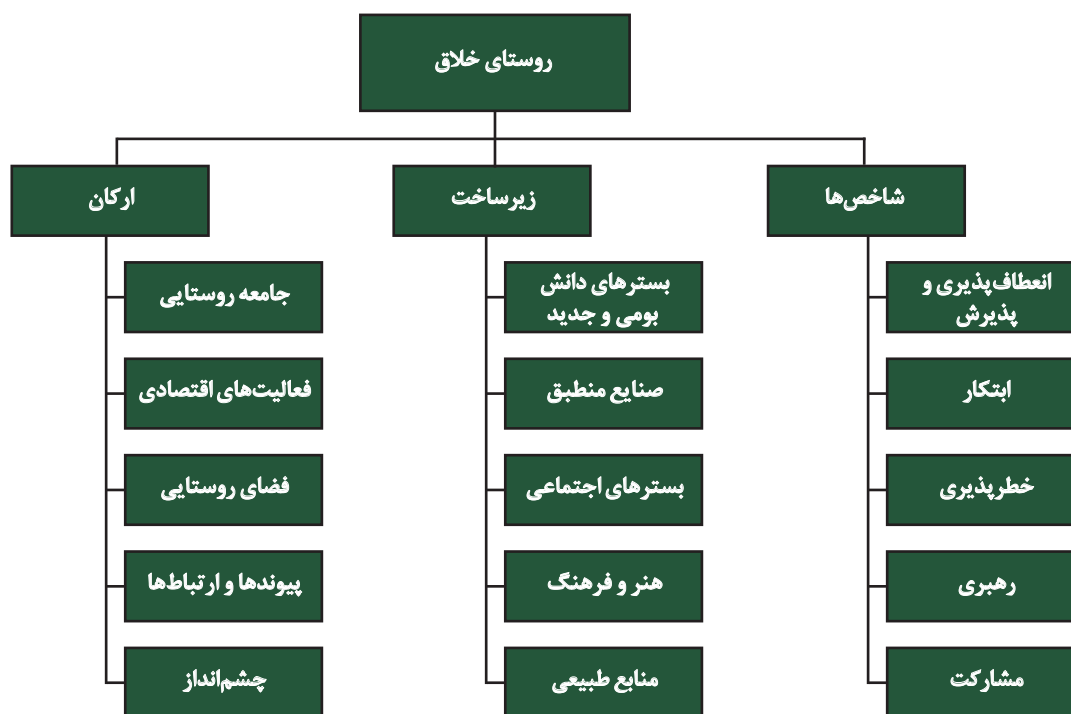 روستای خلاق
شاخص‌ها
انعطاف‌پذیری و
پذیرش
ابتکار
خطرپذیری
رهبری
مشارکت
زیرساخت
بسترهای دانش
بومی و جدید
صنایع منطبق
بسترهای اجتماعی
هنر و فرهنگ
منابع طبیعی
ارکان
جامعه روستایی
فعالیت‌های اقتصادی
فضای روستایی
پیوندها و ارتباط‌ها
چشم‌انداز